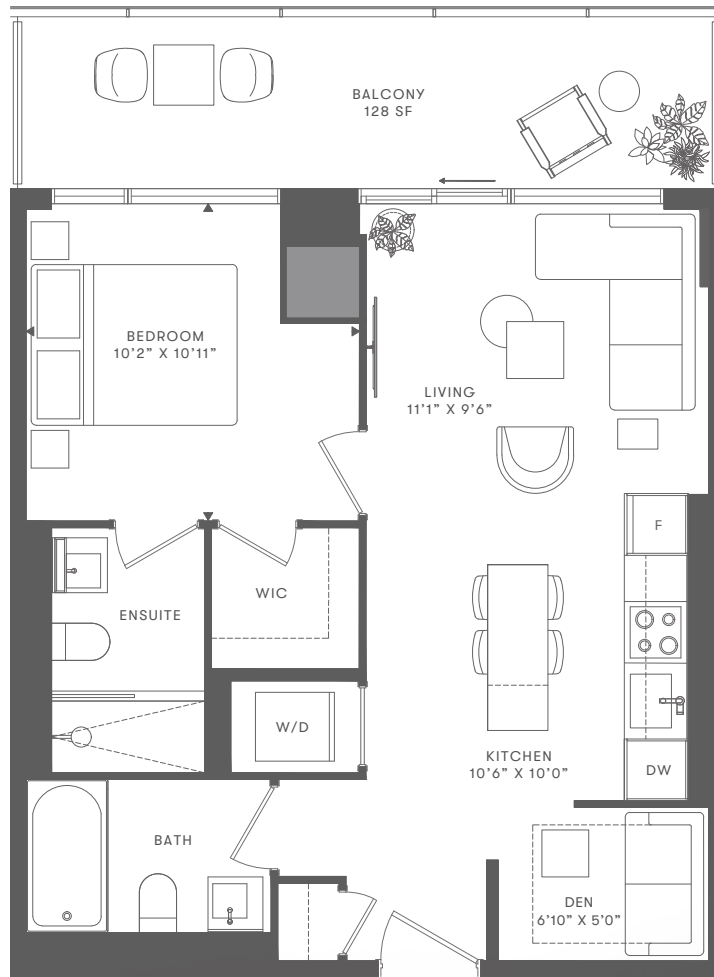 BALCONY
128 SF
BEDROOM
10’2” X 10’11”
LIVING
11’1” X 9’6”
F
ENSUITE
WIC
W/D
KITCHEN
10’6” X 10’0”
DW
BATH
DEN
6’10” X 5’0”